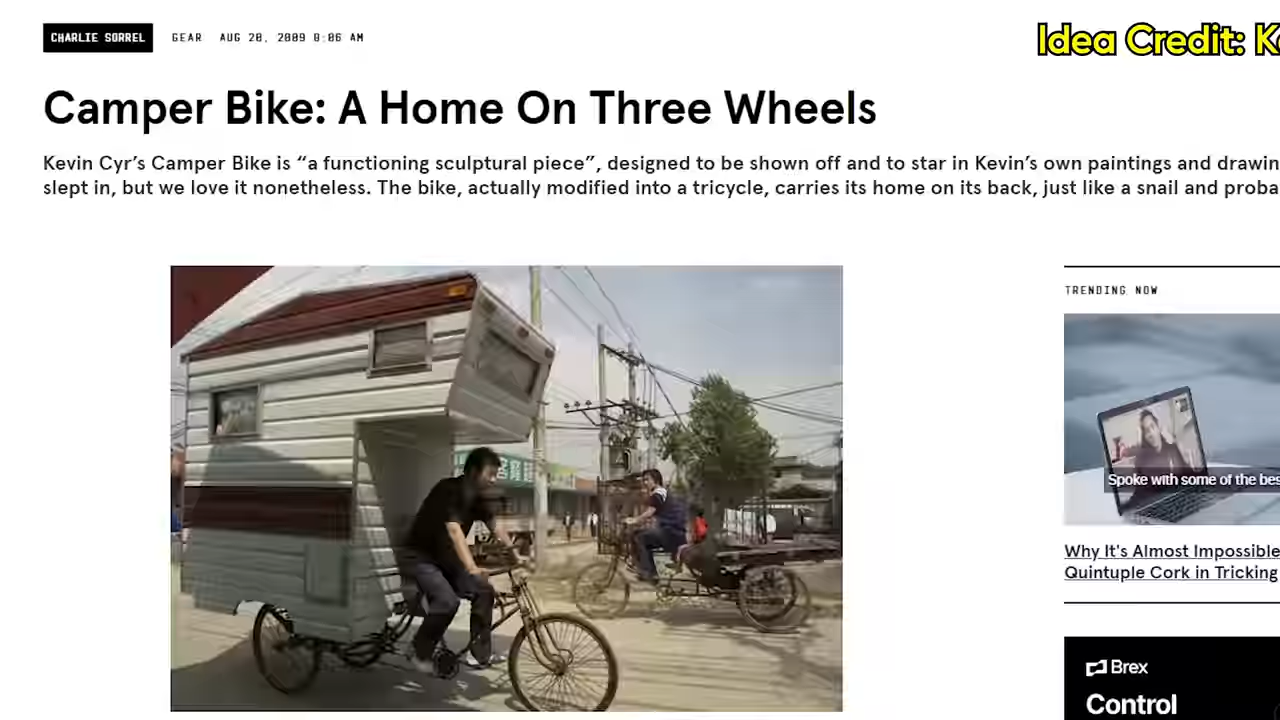 CHARLIE SORREL GEAR AUG 20, 2009 8:06 AM
Idea Credit:
Camper Bike: A Home On Three Wheels
Kevin Cyr's Camper Bike is “a functioning sculptural piece”, designed to be shown off and to star in Kevin's own paintings and
slept in, but we love it nonetheless. The bike, actually modified into a tricycle, carries its home on its back, just like a snail and
TRENDING NOW
Spoke with some of the
Why It's Almost Impossible
Quintuple Cork in Tricking
Brex
Control